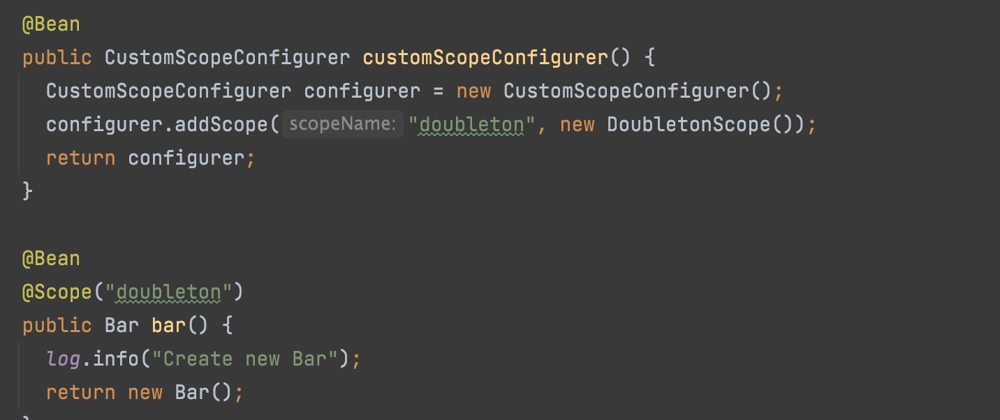 @Bean
public CustomScopeConfigurer customScopeConfigurer() {
CustomScopeConfigurer configurer = new CustomScopeConfigurer();
configurer.addScope( scopeName: "doubleton", new DoubletonScope());
return configurer;
}
@Bean
@Scope("doubleton")
public Bar bar() {
log.info("Create new Bar");
return new Bar();
}